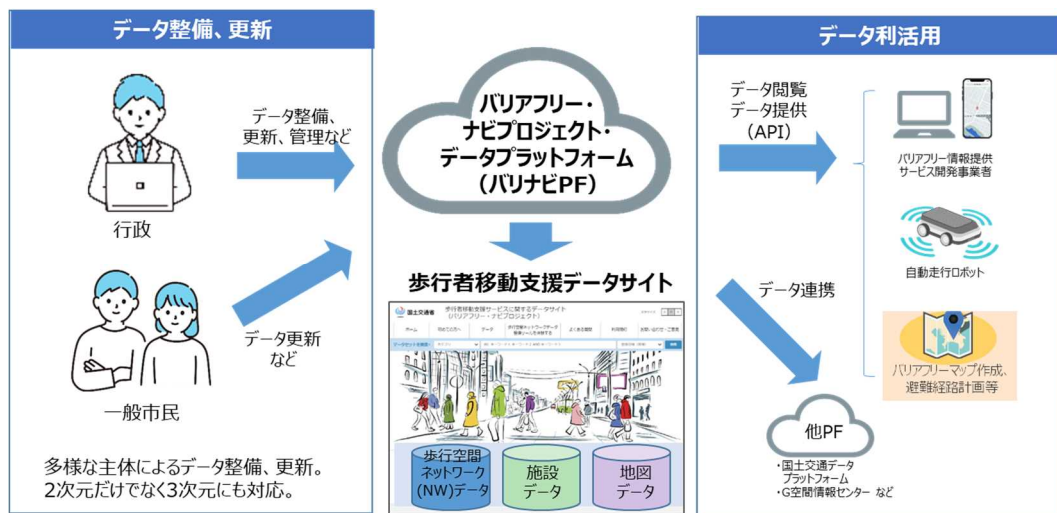 データ整備、更新
データ整備、
更新、管理など
行政
データ更新
など
一般市民
多様な主体によるデータ整備、更新。
2次元だけでなく3次元にも対応。
バリアフリー・
ナビプロジェクト・
データプラットフォーム
(バリナビPF)
歩行者移動支援データサイト
国土交通省
歩行者移動支援サービスに関するデータサイト
(バリアフリー・ナビプロジェクト)
ホーム
初めての方へ
データ
よくある質問
利用規約
お問い合わせ・ご意見
歩行空間
ネットワーク
(NW)データ
施設
データ
地図
データ
データ利活用
データ閲覧
データ提供
(API)
バリアフリー情報提供
サービス開発事業者
自動走行ロボット
データ連携
バリアフリーマップ作成、
避難経路計画等
他PF
・国土交通データ
プラットフォーム
・G空間情報センター など